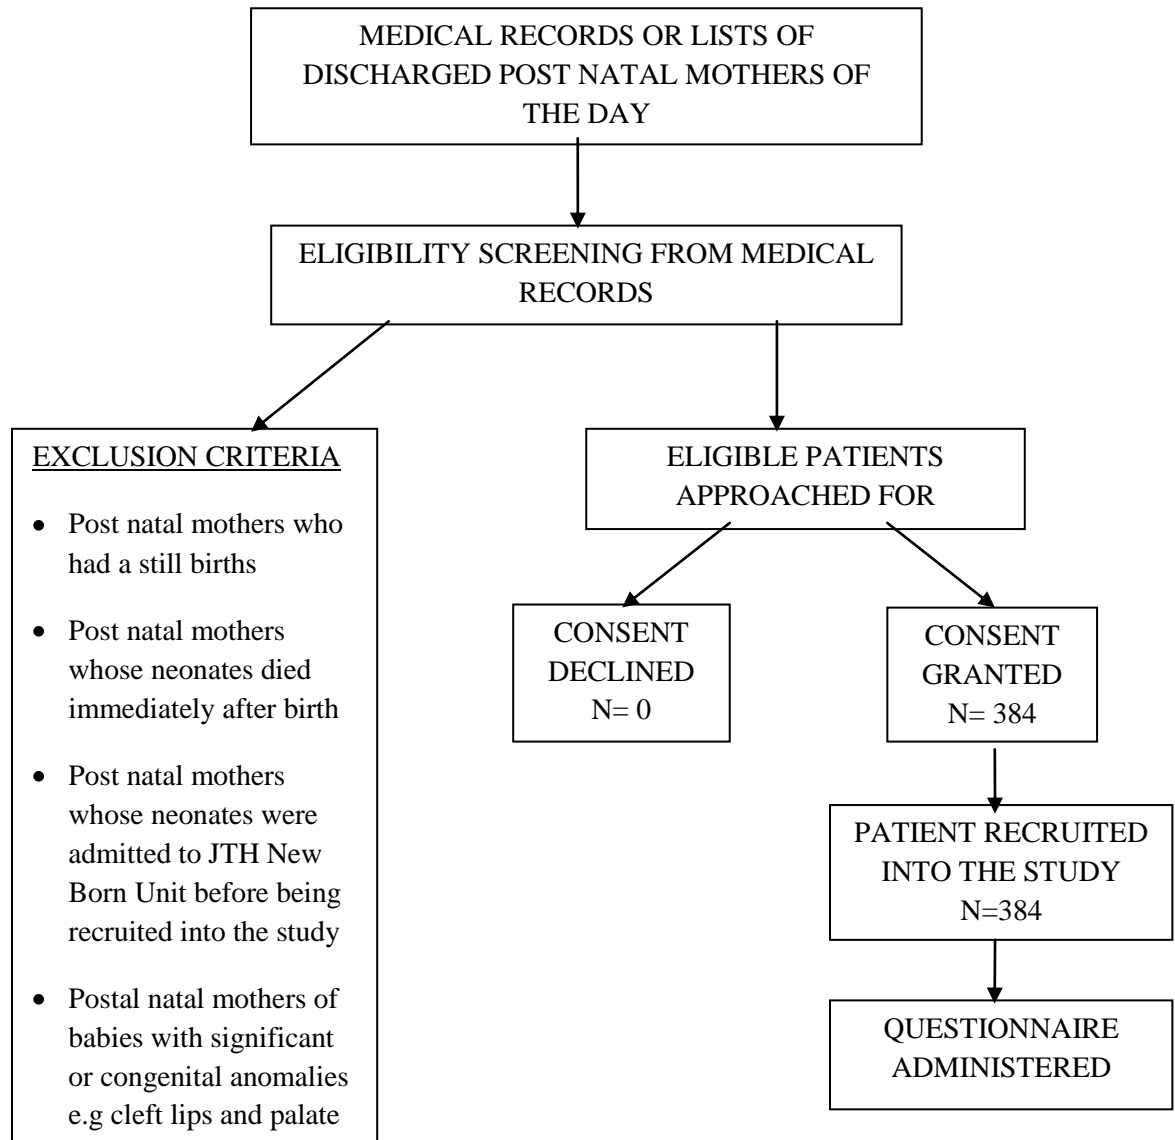 MEDICAL RECORDS OR LISTS OF
DISCHARGED POST NATAL MOTHERS OF
THE DAY
ELIGIBILITY SCREENING FROM MEDICAL
RECORDS
EXCLUSION CRITERIA
• Post natal mothers who
had a still births
• Post natal mothers
whose neonates died
immediately after birth
• Post natal mothers
whose neonates were
admitted to JTH New
Born Unit before being
recruited into the study
• Postal natal mothers of
babies with significant
or congenital anomalies
e.g cleft lips and palate
ELIGIBLE PATIENTS
APPROACHED FOR
CONSENT
DECLINED
N= 0
CONSENT
GRANTED
N= 384
PATIENT RECRUITED
INTO THE STUDY
N=384
QUESTIONNAIRE
ADMINISTERED